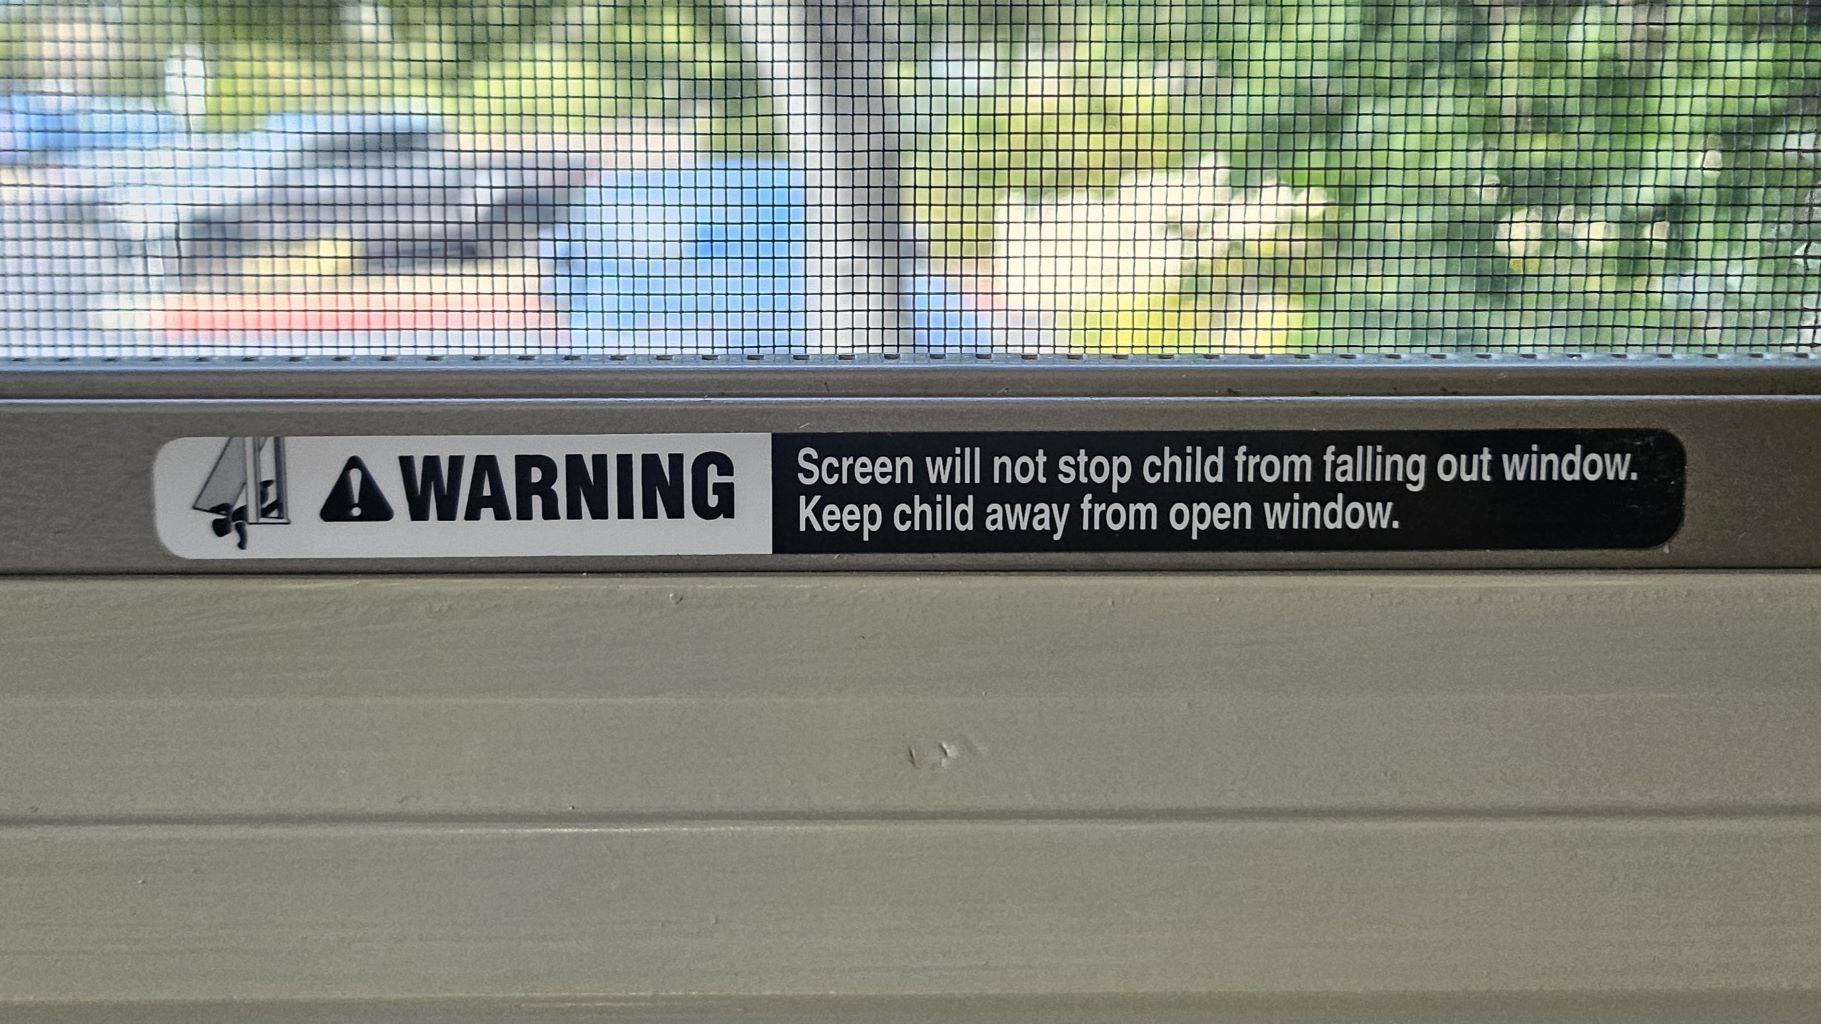 WARNING
Screen will not stop child from falling out window.
Keep child away from open window.